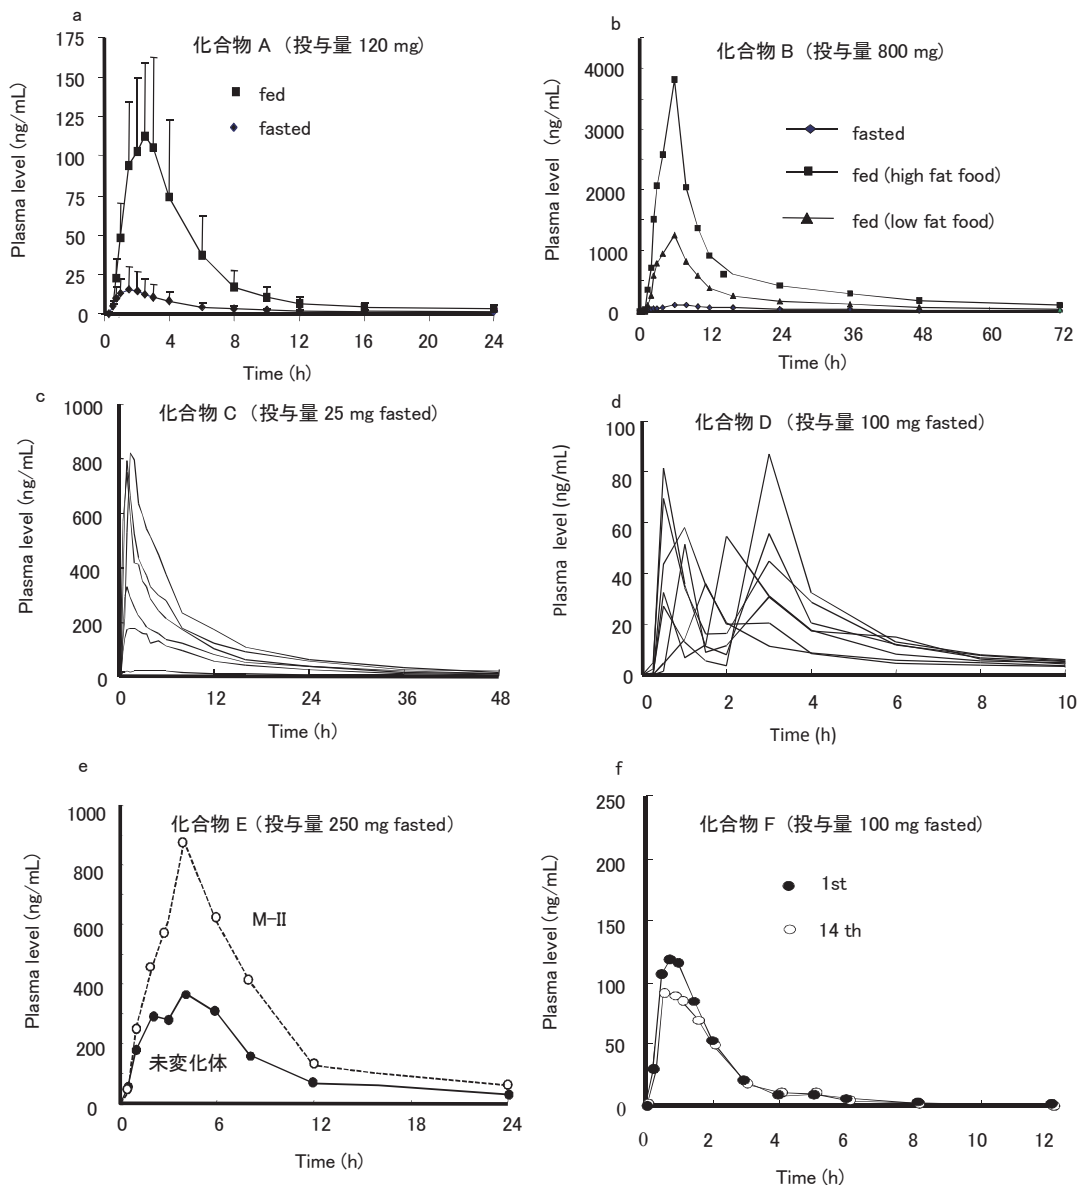 a
化合物 A （投与量 120 mg）
Plasma level (ng/mL)
175
150
125
100
75
50
25
0
fed
fasted
0 4 8 12 16 20 24
Time (h)
b
化合物 B（投与量 800 mg）
Plasma level (ng/mL)
4000
3000
2000
1000
0
fasted
fed (high fat food)
fed (low fat food)
0 12 24 36 48 60 72
Time (h)
c
化合物 C （投与量 25 mg fasted）
Plasma level (ng/mL)
1000
800
600
400
200
0
0 12 24 36 48
Time (h)
d
化合物 D （投与量 100 mg fasted）
Plasma level (ng/mL)
100
80
60
40
20
0
0 2 4 6 8 10
Time (h)
e
化合物 E（投与量 250 mg fasted）
Plasma level (ng/mL)
1000
800
600
400
200
0
M-II
未変化体
0 6 12 18 24
Time (h)
f
化合物 F （投与量 100 mg fasted）
Plasma level (ng/mL)
250
200
150
100
50
0
1st
14 th
0 2 4 6 8 10 12
Time (h)